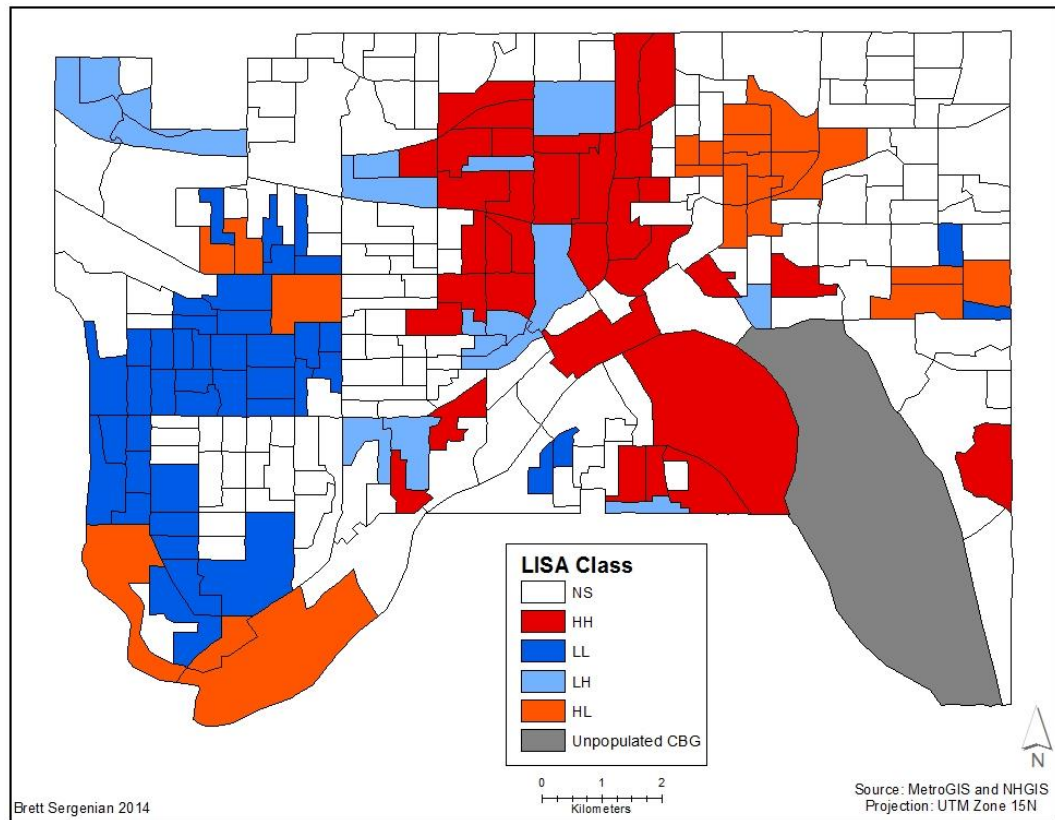 LISA Class
NS
HH
LL
LH
HL
Unpopulated CBG
0 1 2
Kilometers
N
Brett Sergenian 2014
Source: MetroGIS and NHGIS
Projection: UTM Zone 15N